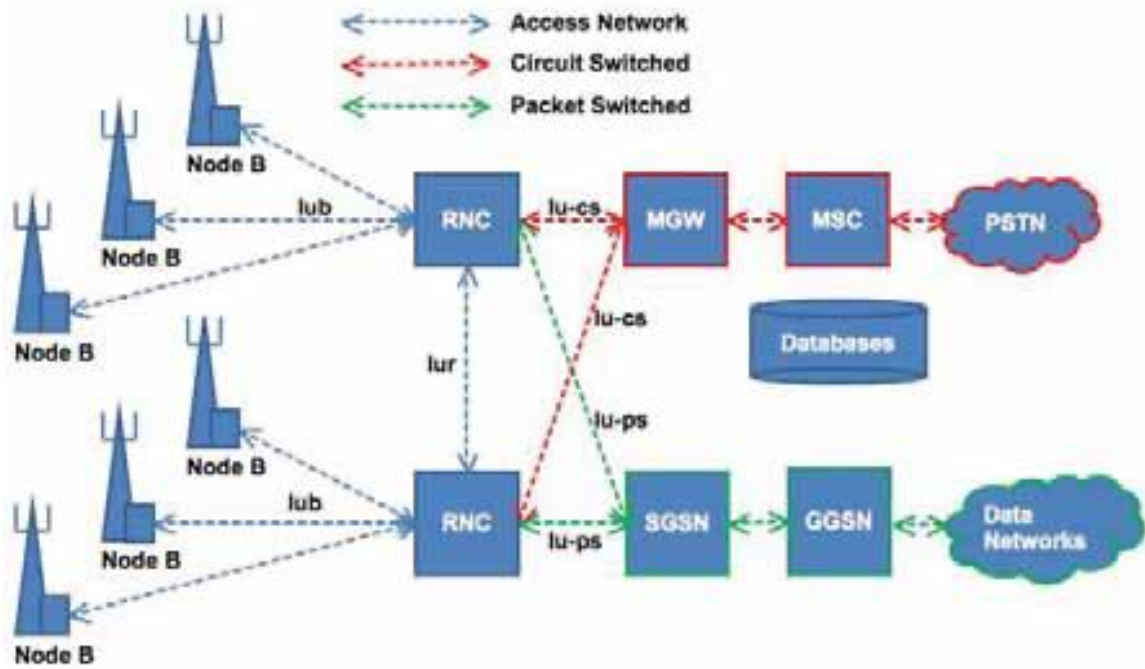 Access Network
Circuit Switched
Packet Switched
Node B
Node B
Node B
Iub
RNC
Iu-cs
MGW
MSC
PSTN
Iu-cs
Databases
Iur
Iu-ps
Node B
Node B
Node B
Iub
RNC
Iu-ps
SGSN
GGSN
Data
Networks